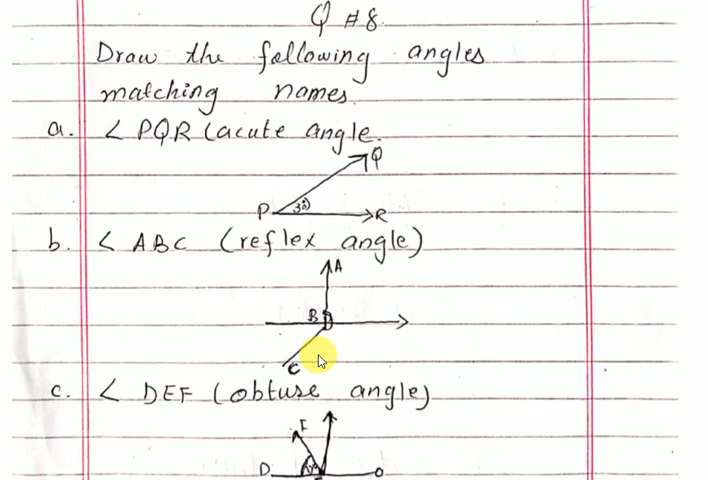 Q # 8.
Draw the following angles
matching names.
a. ∠ PQR (acute angle.
Q
P 30° R
b. ∠ ABC (reflex angle)
A
B
C
c. ∠ DEF (obtuse angle)
F
D